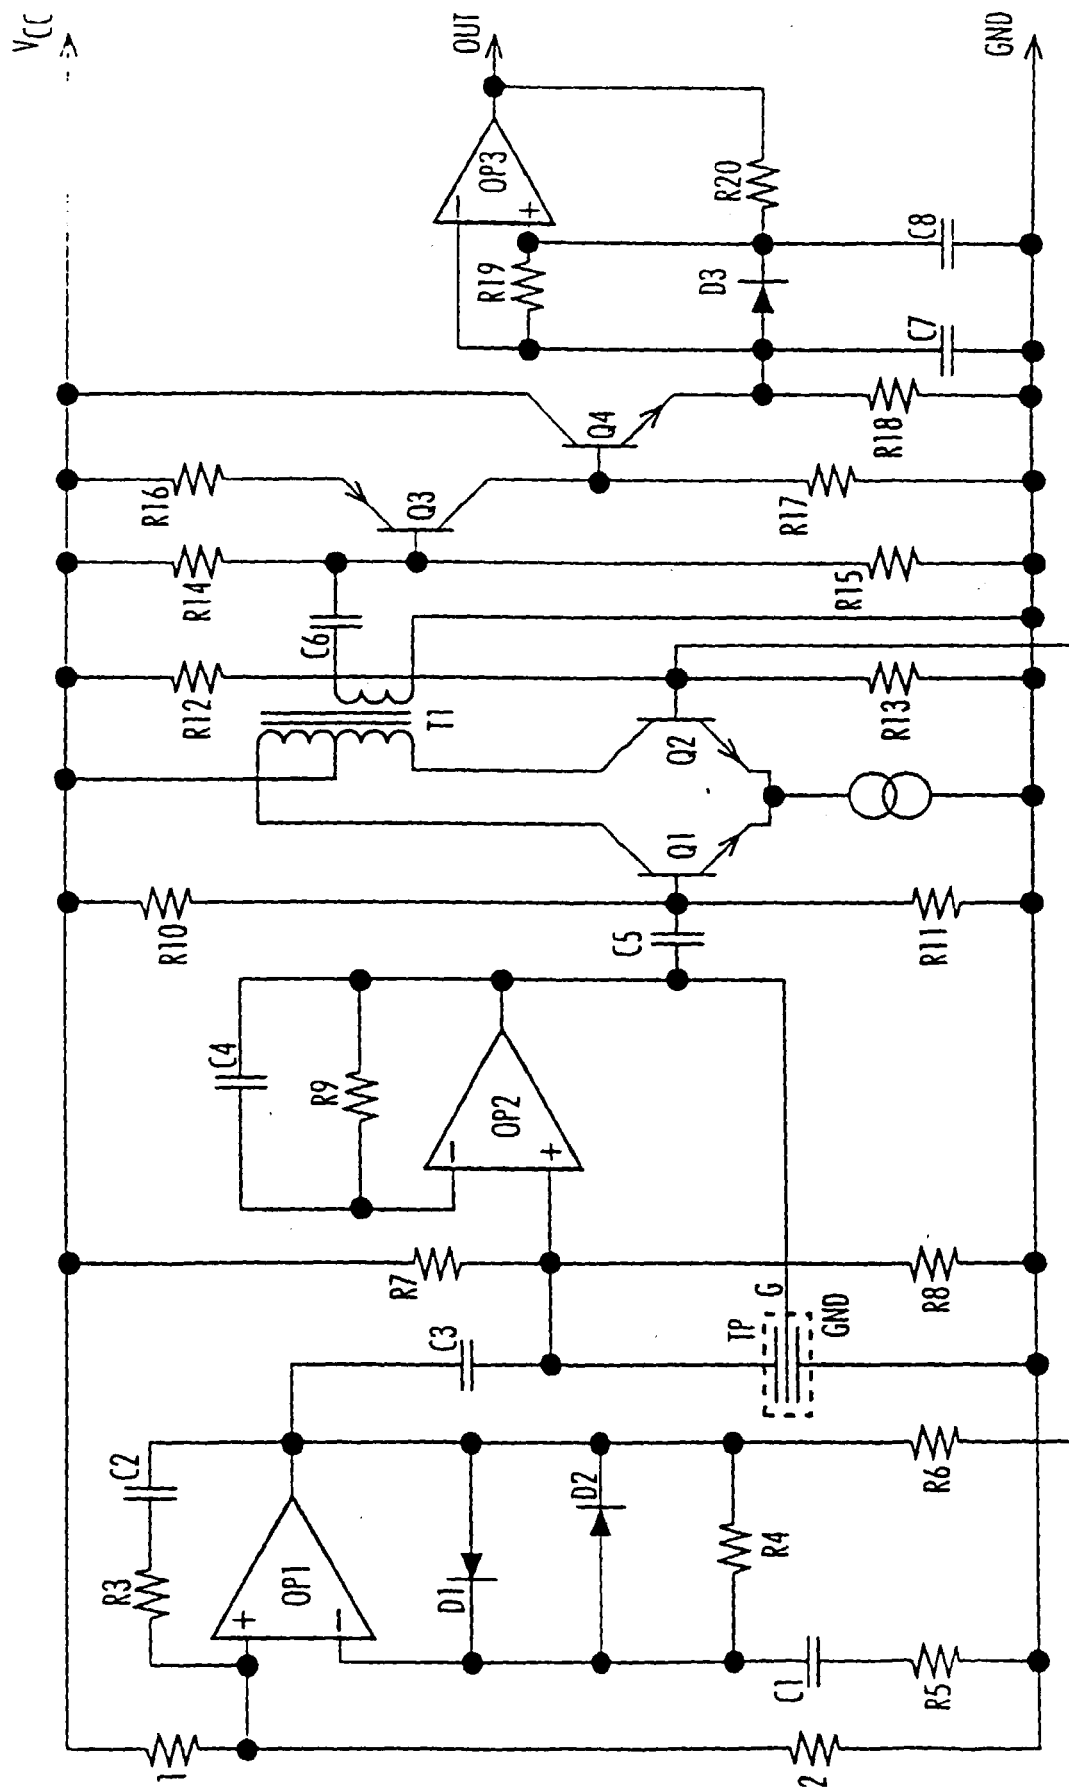 VCC
OUT
GND
OP3
−
+
R19
R20
D3
C8
C7
R18
Q4
R17
R16
Q3
R14
R15
C6
R12
T1
R13
Q2
Q1
R10
R11
C5
C4
R9
OP2
−
+
R7
R8
C3
TP
G
GND
C2
R3
OP1
+
−
D1
D2
R4
R6
C1
R5
1
2